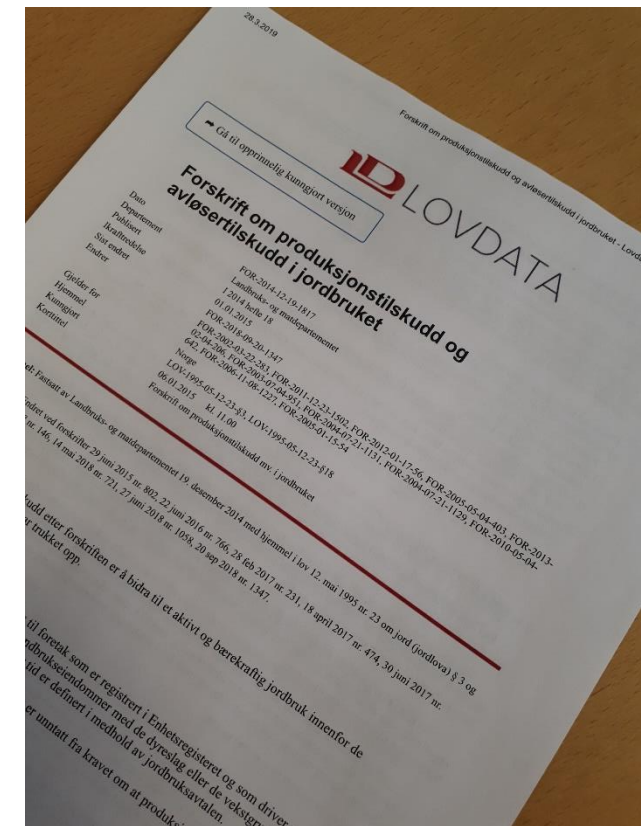 28.3.2019
Forskrift om produksjonstilskudd og avløsertilskudd i jordbruket - Lovda
➦ Gå til opprinnelig kunngjort versjon
LD LOVDATA
Forskrift om produksjonstilskudd og
avløsertilskudd i jordbruket
Dato FOR-2014-12-19-1817
Departement Landbruks- og matdepartementet
Publisert I 2014 hefte 18
Ikrafttredelse 01.01.2015
Sist endret FOR-2018-09-20-1347
Endrer FOR-2002-03-22-283, FOR-2011-12-23-1502, FOR-2012-01-17-56, FOR-2005-05-04-403, FOR-2013-
02-04-206, FOR-2003-07-04-951, FOR-2004-07-21-1131, FOR-2004-07-21-1129, FOR-2010-05-04-
642, FOR-2006-11-08-1227, FOR-2005-01-15-54
Gjelder for Norge
Hjemmel LOV-1995-05-12-23-§3, LOV-1995-05-12-23-§18
Kunngjort 06.01.2015 kl. 11.00
Korttittel Forskrift om produksjonstilskudd mv. i jordbruket
Fastsatt av Landbruks- og matdepartementet 19. desember 2014 med hjemmel i lov 12. mai 1995 nr. 23 om jord (jordlova) § 3 og
ndret ved forskrifter 29 juni 2015 nr. 802, 22 juni 2016 nr. 766, 28 feb 2017 nr. 231, 18 april 2017 nr. 474, 30 juni 2017 nr.
nr. 146, 14 mai 2018 nr. 721, 27 juni 2018 nr. 1058, 20 sep 2018 nr. 1347.
kudd etter forskriften er å bidra til et aktivt og bærekraftig jordbruk innenfor de
ar trukket opp.
til foretak som er registrert i Enhetsregisteret og som driver
ndbrukseiendommer med de dyreslag eller de vekstgru
tid er definert i medhold av jordbruksavtalen.
er unntatt fra kravet om at produksj